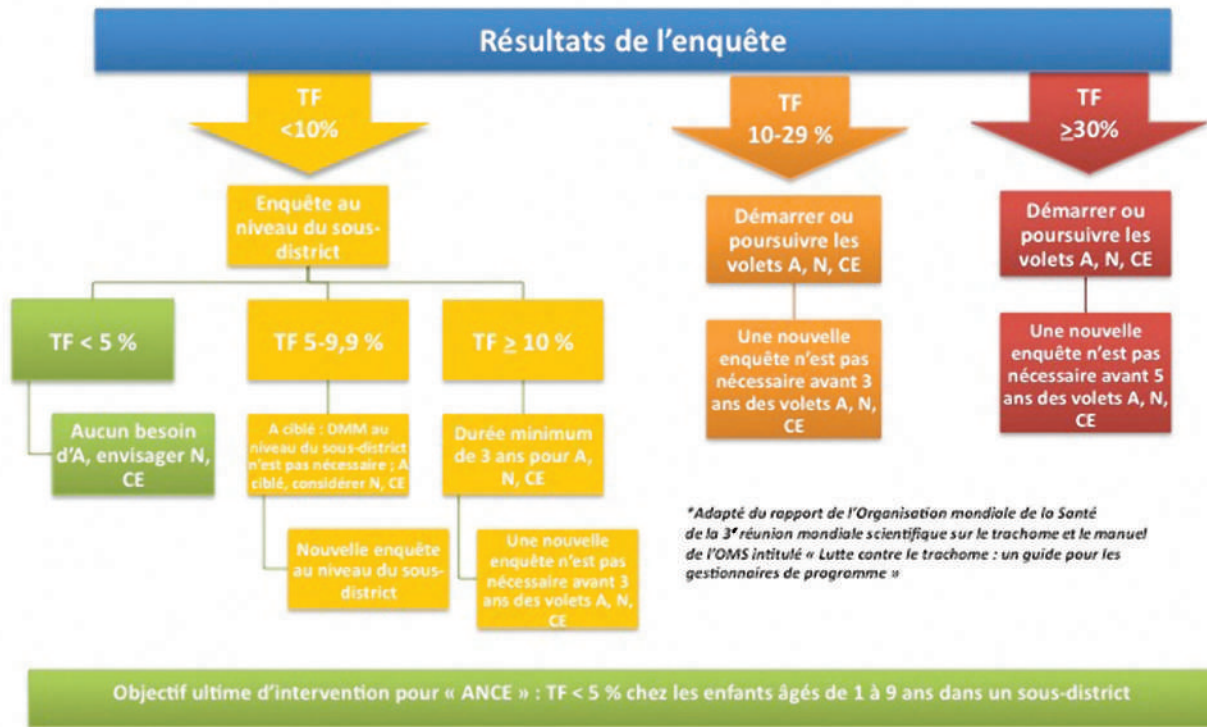 Résultats de l'enquête
TF
<10%
TF
10-29 %
TF
≥30%
Enquête au
niveau du sous-
district
Démarrer ou
poursuivre les
volets A, N, CE
Démarrer ou
poursuivre les
volets A, N, CE
TF < 5 %
TF 5-9,9 %
TF ≥ 10 %
Une nouvelle
enquête n'est pas
nécessaire avant 3
ans des volets A, N,
CE
Une nouvelle
enquête n'est pas
nécessaire avant 5
ans des volets A, N,
CE
Aucun besoin
d'A, envisager N,
CE
A ciblé : DMM au
niveau du sous-district
n'est pas nécessaire ; A
ciblé, considérer N, CE
Durée minimum
de 3 ans pour A,
N, CE
Nouvelle enquête
au niveau du sous-
district
Une nouvelle
enquête n'est pas
nécessaire avant 3
ans des volets A, N,
CE
*Adapté du rapport de l'Organisation mondiale de la Santé
de la 3e réunion mondiale scientifique sur le trachome et le manuel
de l'OMS intitulé « Lutte contre le trachome : un guide pour les
gestionnaires de programme »
Objectif ultime d'intervention pour « ANCE » : TF < 5 % chez les enfants âgés de 1 à 9 ans dans un sous-district